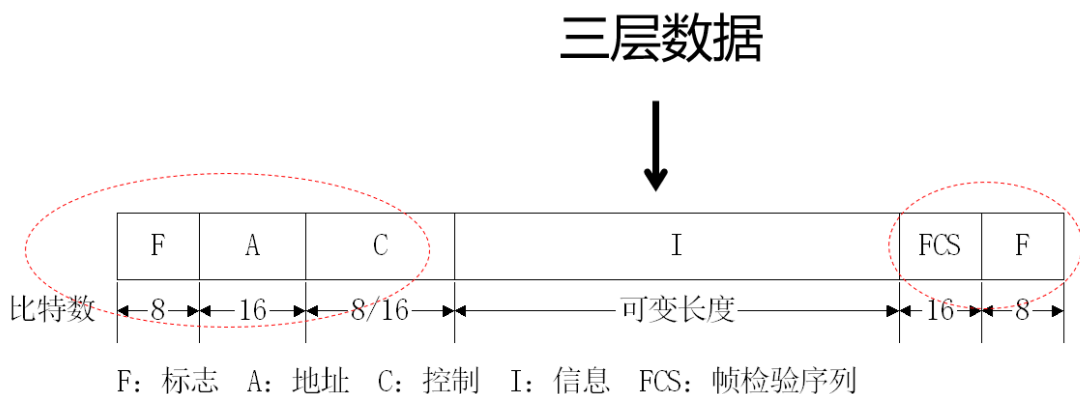 三层数据
F A C I FCS F
比特数 8 16 8/16 可变长度 16 8
F: 标志 A: 地址 C: 控制 I: 信息 FCS: 帧检验序列